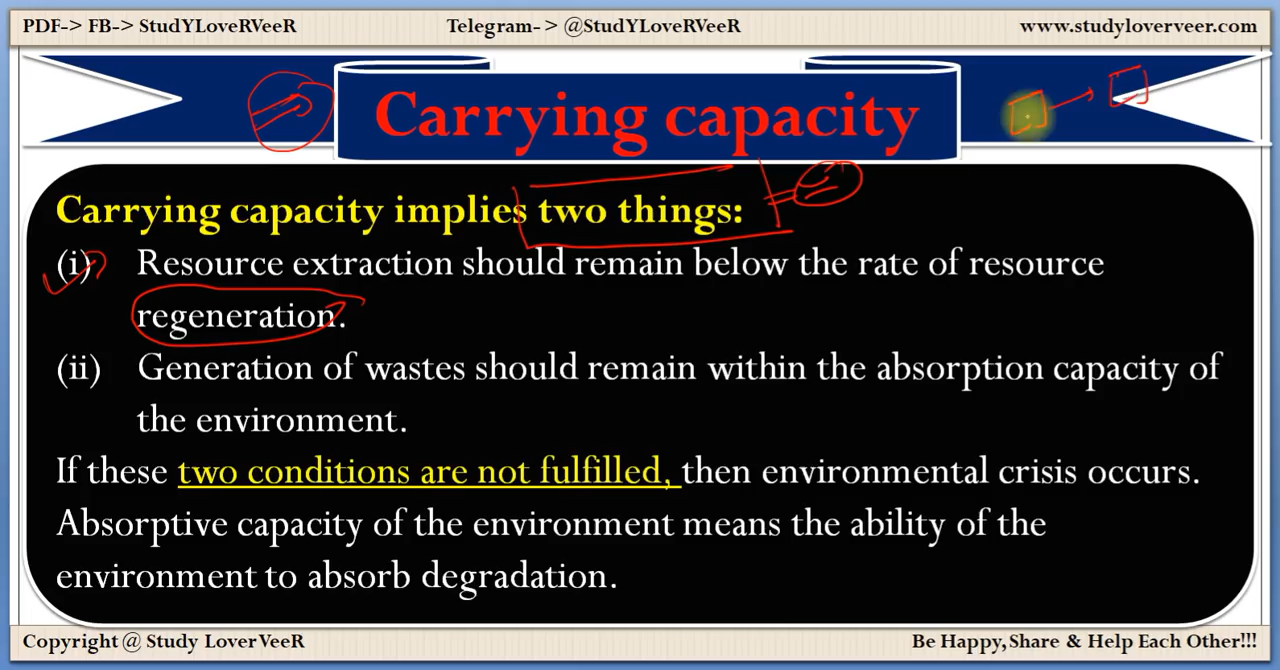 PDF-> FB-> StudYLoveRVeeR
Telegram- > @StudYLoveRVeeR
www.studyloverveer.com
Carrying capacity
Carrying capacity implies two things:
(i) Resource extraction should remain below the rate of resource
regeneration.
(ii) Generation of wastes should remain within the absorption capacity of
the environment.
If these two conditions are not fulfilled, then environmental crisis occurs.
Absorptive capacity of the environment means the ability of the
environment to absorb degradation.
Copyright @ Study LoverVeeR
Be Happy,Share & Help Each Other!!!